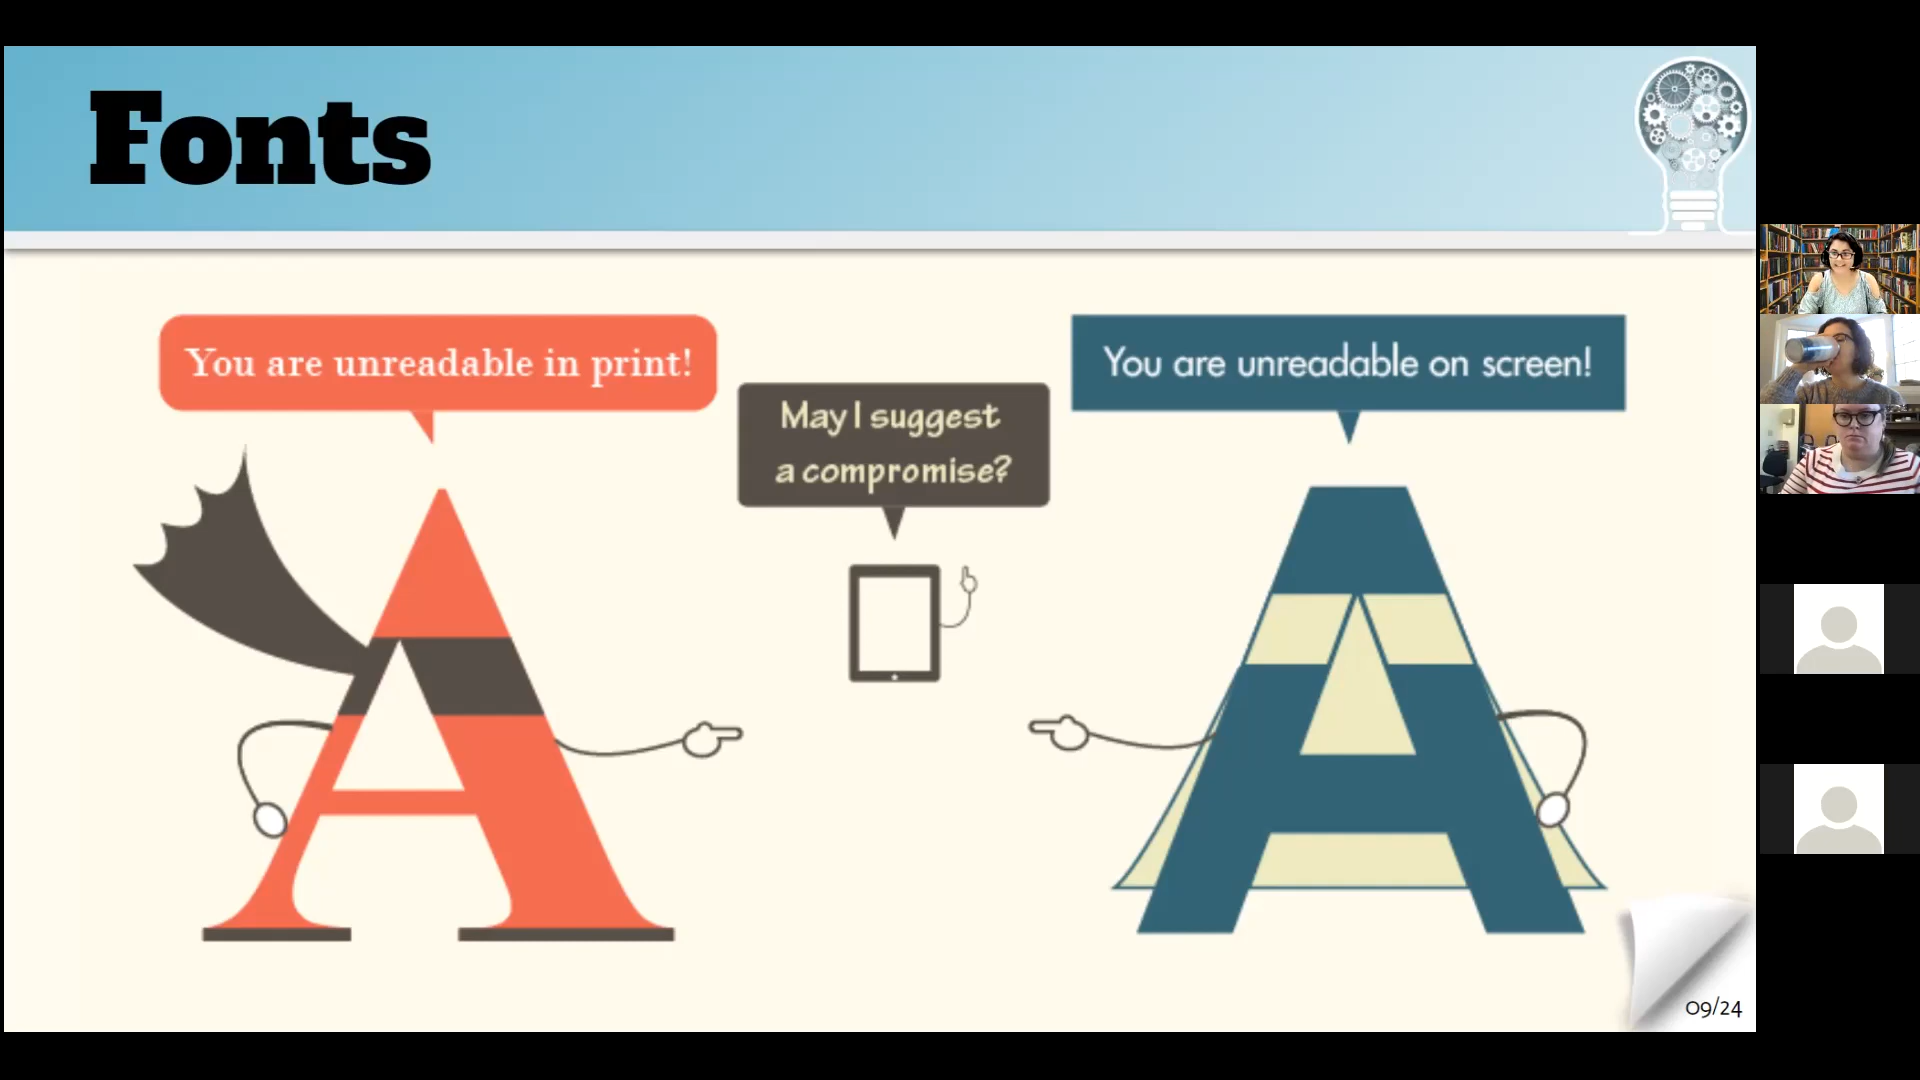 Fonts
You are unreadable in print!
May I suggest
a compromise?
You are unreadable on screen!
A
A
09/24